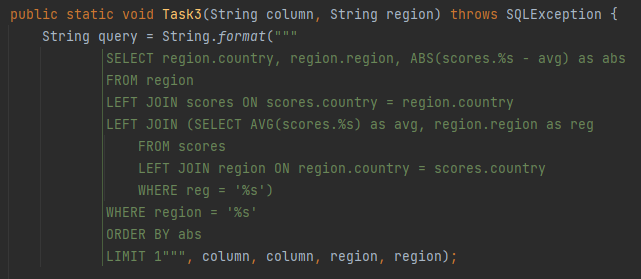 public static void Task3(String column, String region) throws SQLException {
String query = String.format("""
SELECT region.country, region.region, ABS(scores.%s - avg) as abs
FROM region
LEFT JOIN scores ON scores.country = region.country
LEFT JOIN (SELECT AVG(scores.%s) as avg, region.region as reg
FROM scores
LEFT JOIN region ON region.country = scores.country
WHERE reg = '%s')
WHERE region = '%s'
ORDER BY abs
LIMIT 1""", column, column, region, region);